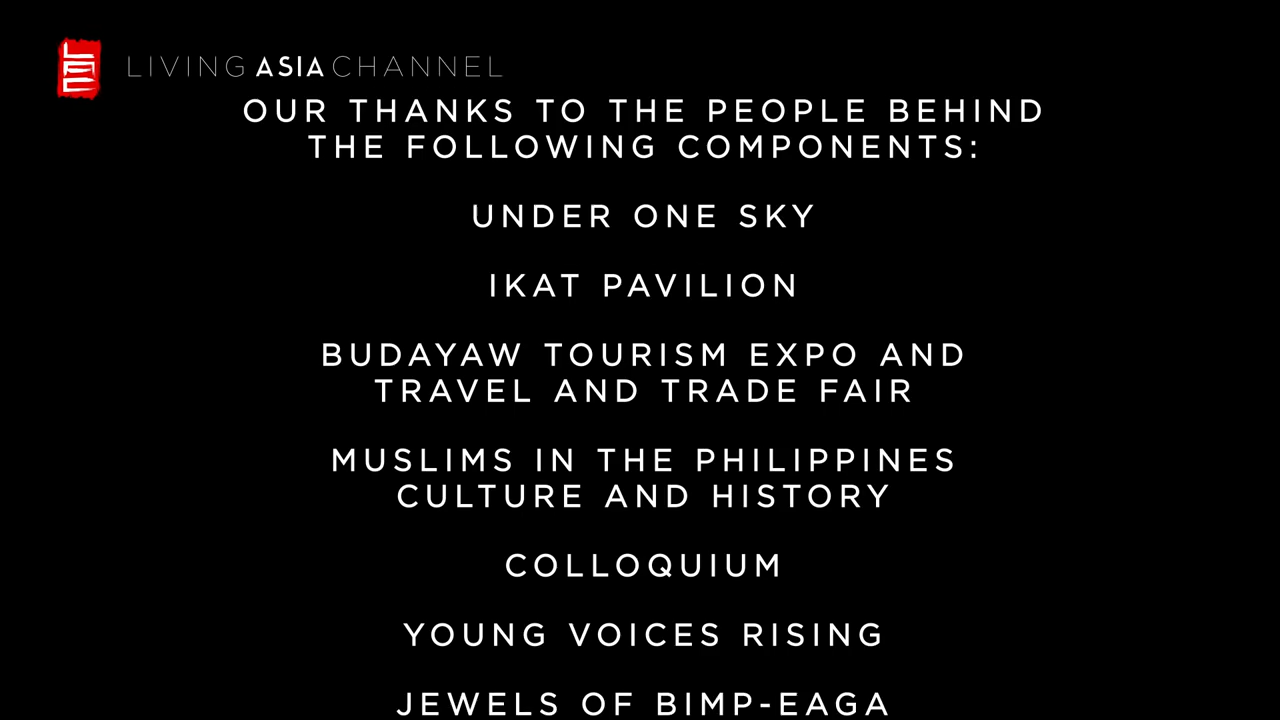 LAC
LIVING ASIA CHANNEL
OUR THANKS TO THE PEOPLE BEHIND
THE FOLLOWING COMPONENTS:
UNDER ONE SKY
IKAT PAVILION
BUDAYAW TOURISM EXPO AND
TRAVEL AND TRADE FAIR
MUSLIMS IN THE PHILIPPINES
CULTURE AND HISTORY
COLLOQUIUM
YOUNG VOICES RISING
JEWELS OF BIMP-EAGA